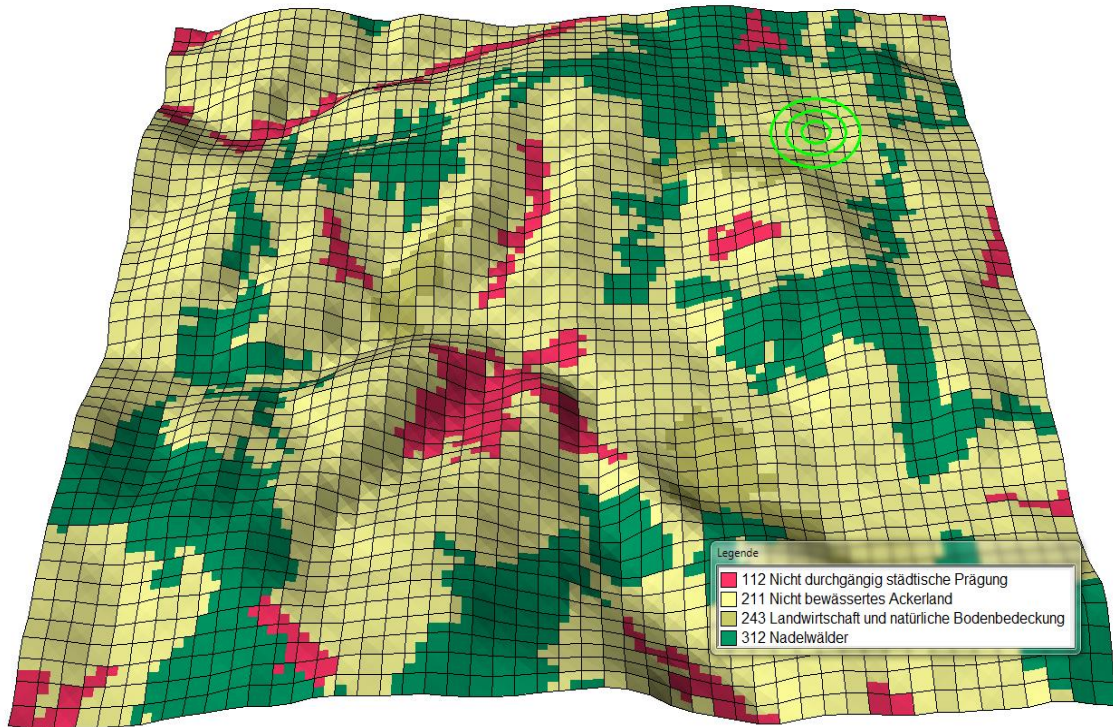 Legende
112 Nicht durchgängig städtische Prägung
211 Nicht bewässertes Ackerland
243 Landwirtschaft und natürliche Bodenbedeckung
312 Nadelwälder